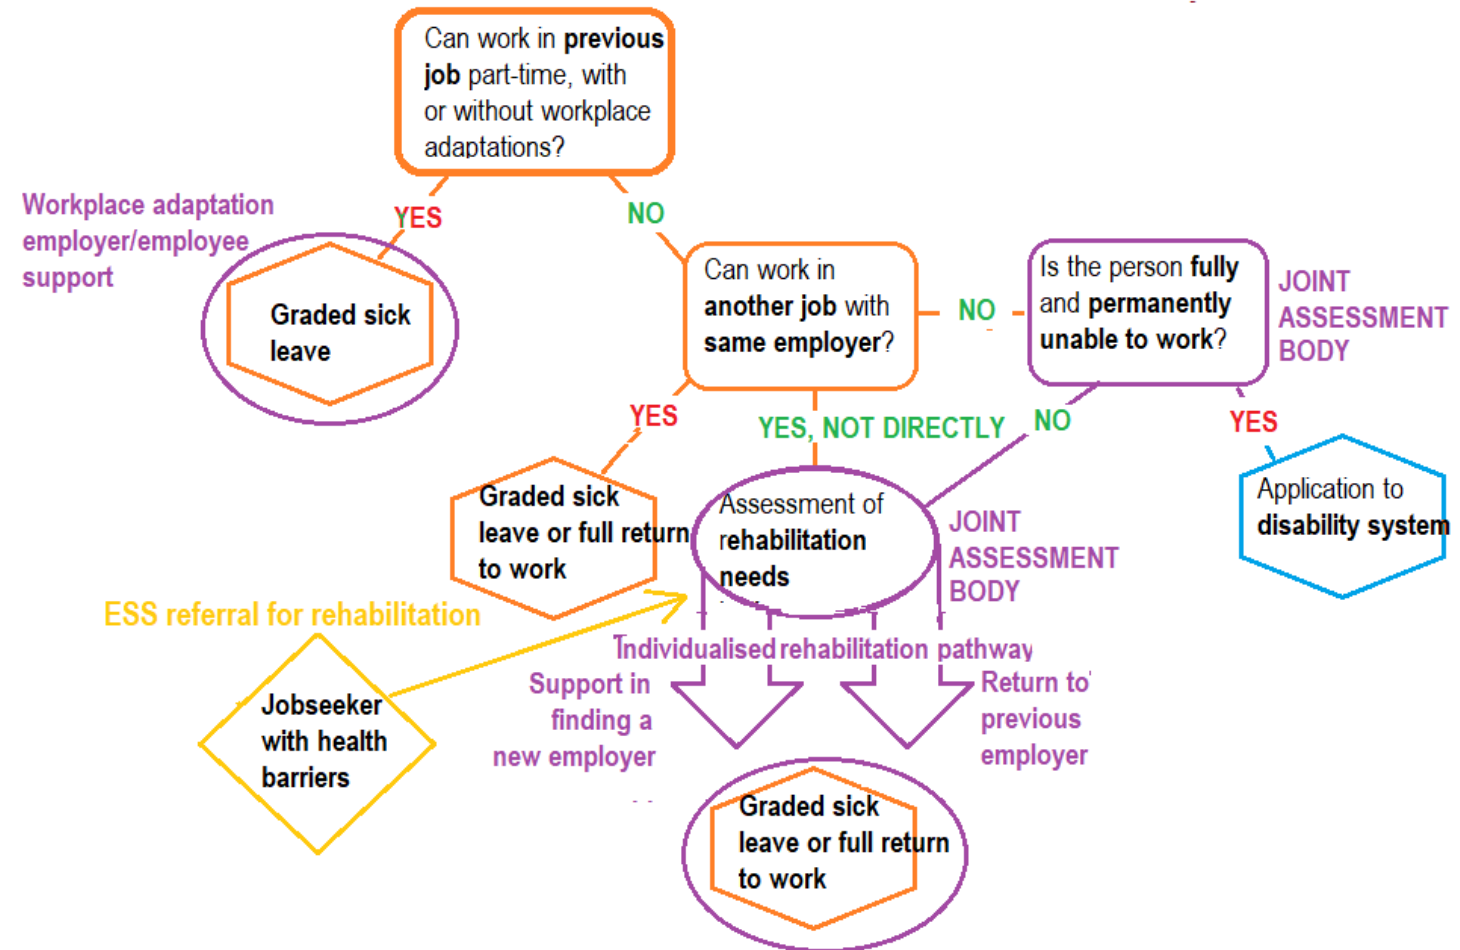 Can work in previous
job part-time, with
or without workplace
adaptations?
Workplace adaptation
employer/employee
support
YES
NO
Graded sick
leave
Can work in
another job with
same employer?
NO
Is the person fully
and permanently
unable to work?
JOINT
ASSESSMENT
BODY
YES
YES, NOT DIRECTLY
NO
YES
Graded sick
leave or full return
to work
Assessment of
rehabilitation
needs
JOINT
ASSESSMENT
BODY
Application to
disability system
ESS referral for rehabilitation
Jobseeker
with health
barriers
Individualised rehabilitation pathway
Support in
finding a
new employer
Return to
previous
employer
Graded sick
leave or full return
to work